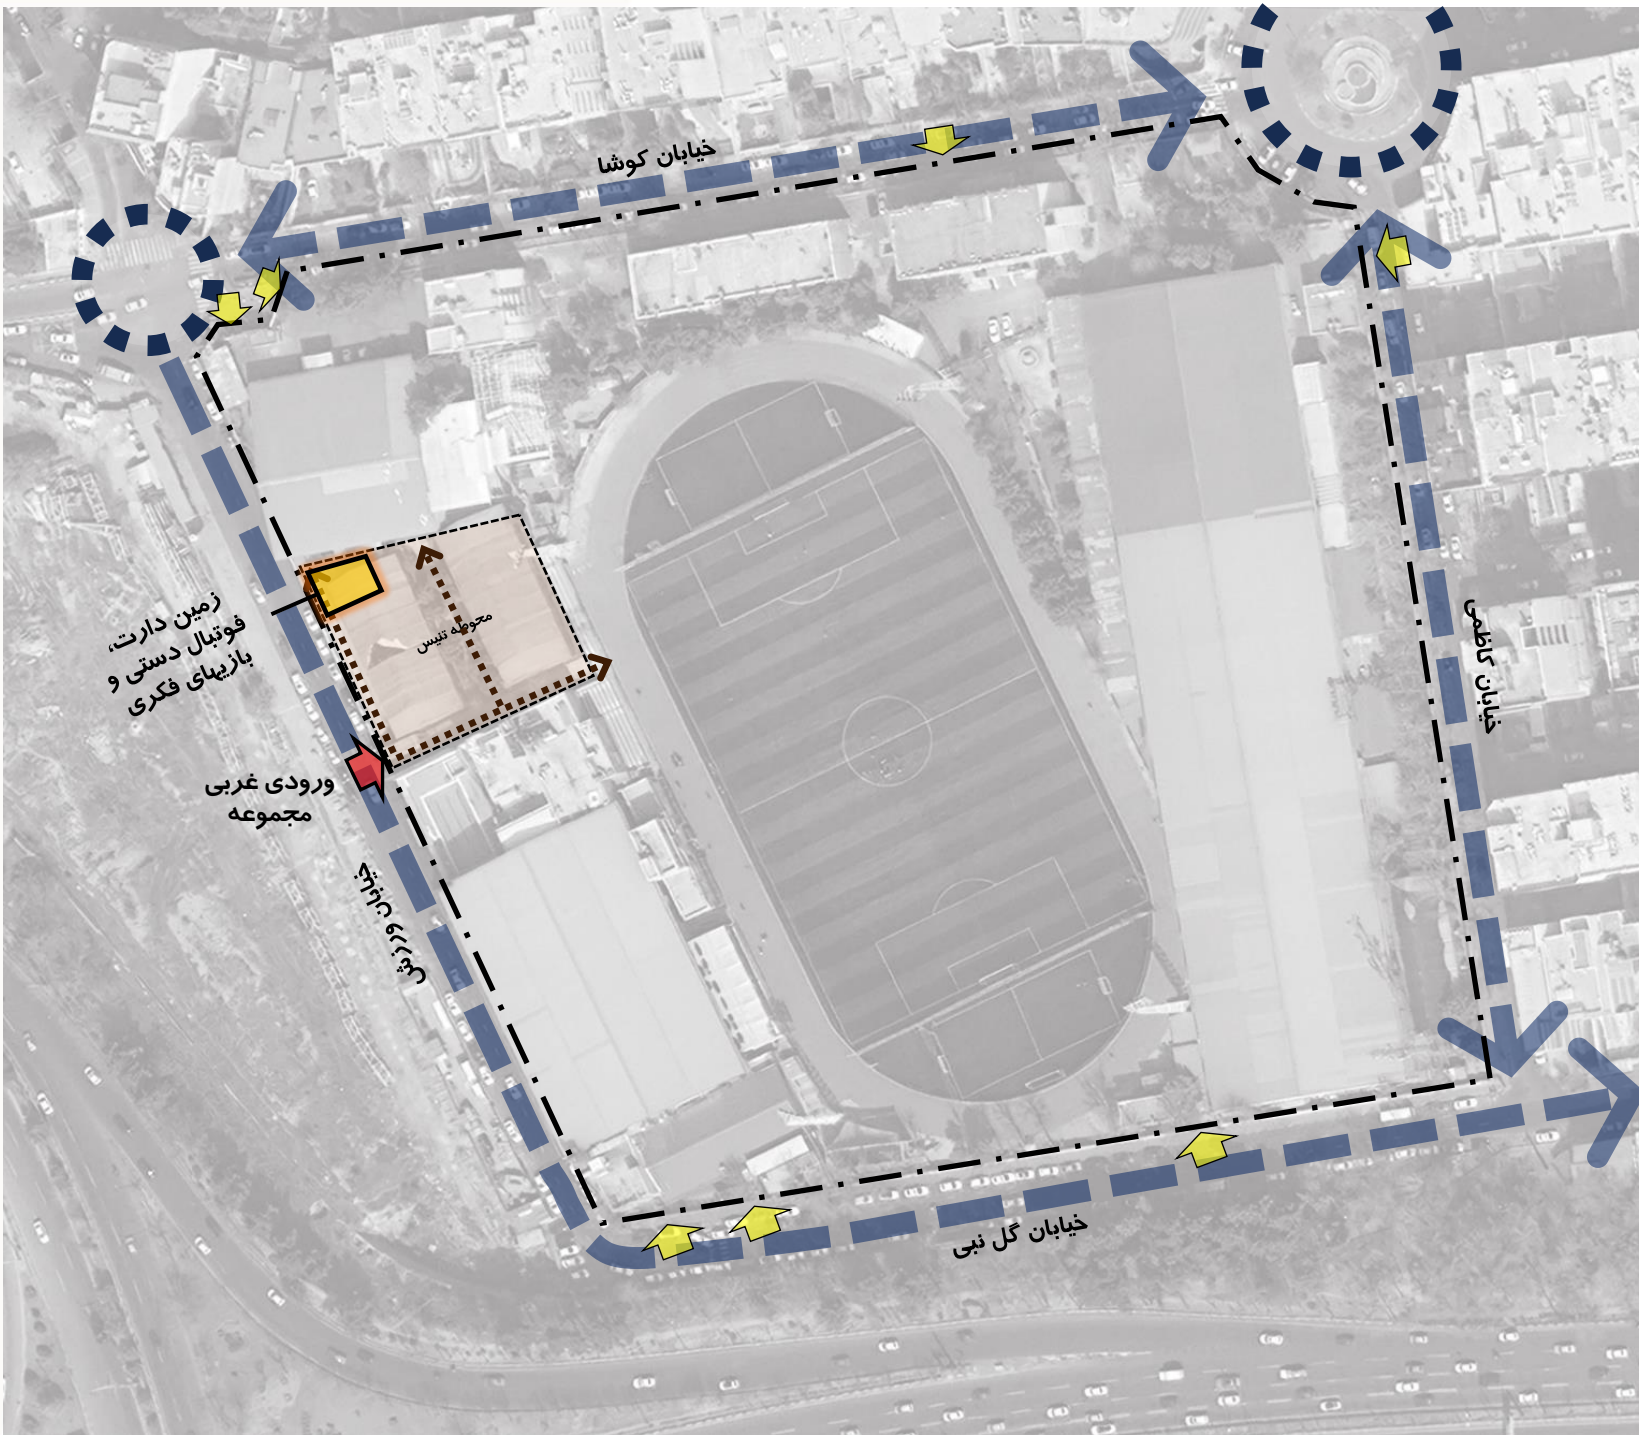 خیابان کوشا
زمین دارت،
فوتبال دستی و
بازیهای فکری
محوطه تنیس
خیابان کاظمی
ورودی غربی
مجموعه
خیابان ورزش
خیابان گل نبی